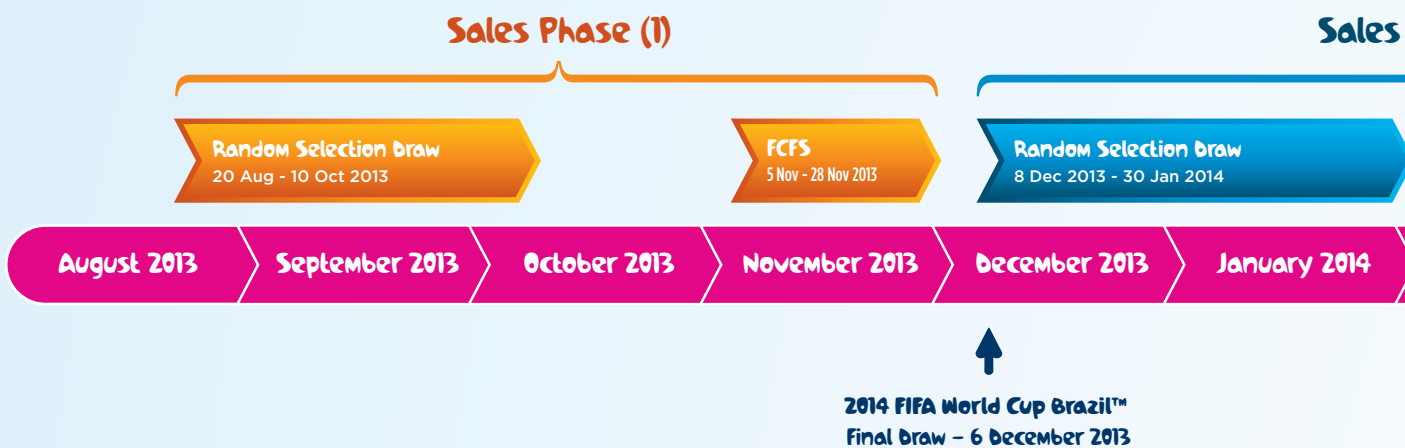 Sales Phase (1)
Sales
Random Selection Draw
20 Aug - 10 Oct 2013
FCFS
5 Nov - 28 Nov 2013
Random Selection Draw
8 Dec 2013 - 30 Jan 2014
August 2013
September 2013
October 2013
November 2013
December 2013
January 2014
2014 FIFA World Cup Brazil™
Final Draw – 6 December 2013